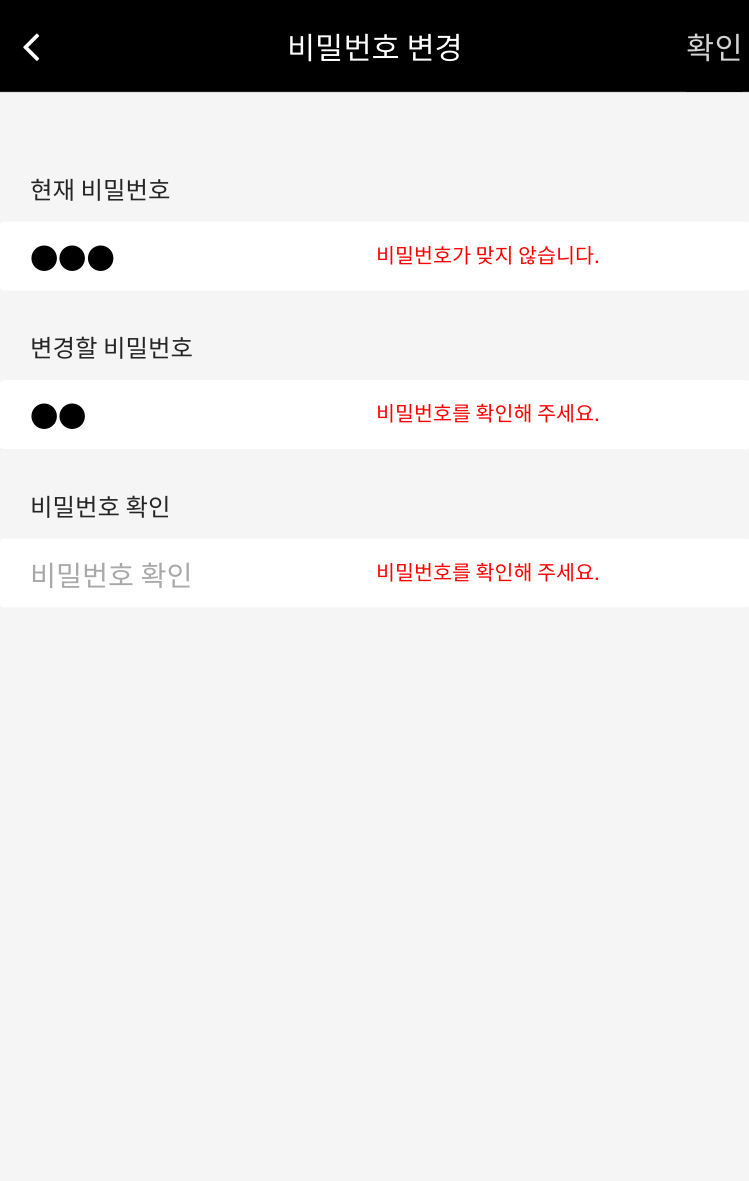 비밀번호 변경 확인
현재 비밀번호
●●● 비밀번호가 맞지 않습니다.
변경할 비밀번호
●● 비밀번호를 확인해 주세요.
비밀번호 확인
비밀번호 확인 비밀번호를 확인해 주세요.